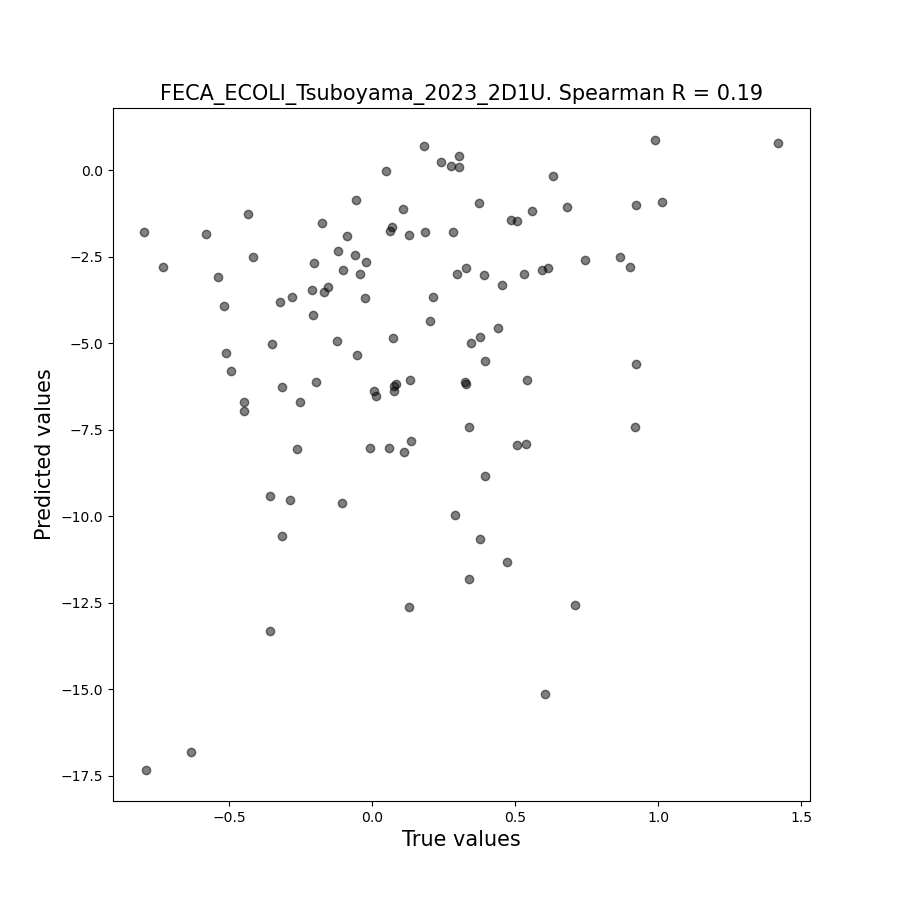 FECA_ECOLI_Tsuboyama_2023_2D1U. Spearman R = 0.19
Predicted values
0.0
−2.5
−5.0
−7.5
−10.0
−12.5
−15.0
−17.5
−0.5 0.0 0.5 1.0 1.5
True values